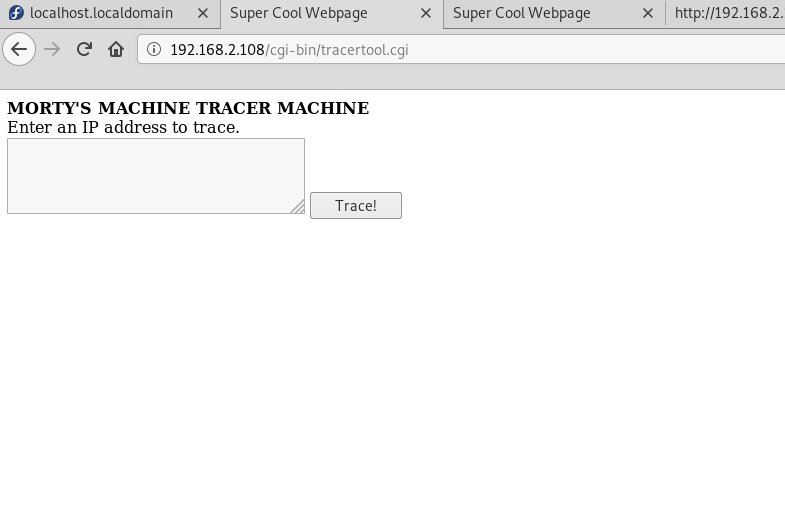 localhost.localdomain
Super Cool Webpage
Super Cool Webpage
http://192.168.2.
192.168.2.108/cgi-bin/tracertool.cgi
MORTY'S MACHINE TRACER MACHINE
Enter an IP address to trace.
Trace!